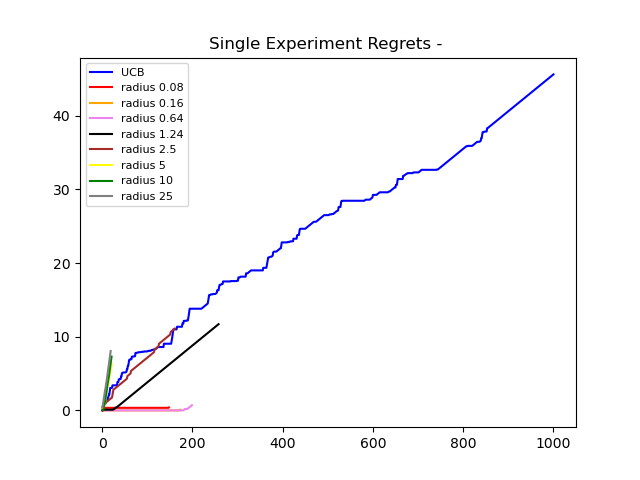 Single Experiment Regrets -
UCB
radius 0.08
radius 0.16
radius 0.64
radius 1.24
radius 2.5
radius 5
radius 10
radius 25
40
30
20
10
0
0 200 400 600 800 1000